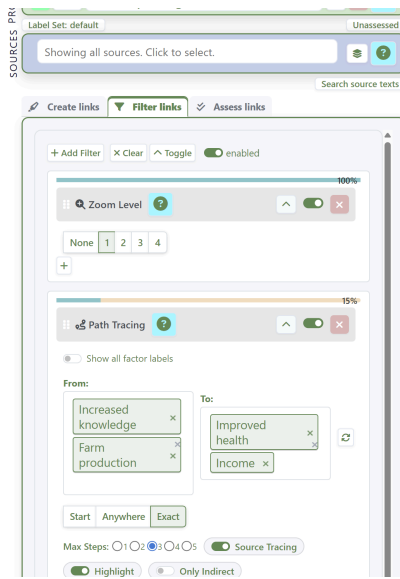 SOURCES
Label Set: default
Unassessed
Showing all sources. Click to select.
?
Search source texts
Create links
Filter links
Assess links
+ Add Filter
× Clear
Toggle
enabled
100%
Zoom Level
?
None 1 2 3 4
+
15%
Path Tracing
?
Show all factor labels
From:
To:
Increased
knowledge
×
Farm
production
×
Improved
health
×
Income ×
Start Anywhere Exact
Max Steps: 1 2 3 4 5
Source Tracing
Highlight
Only Indirect